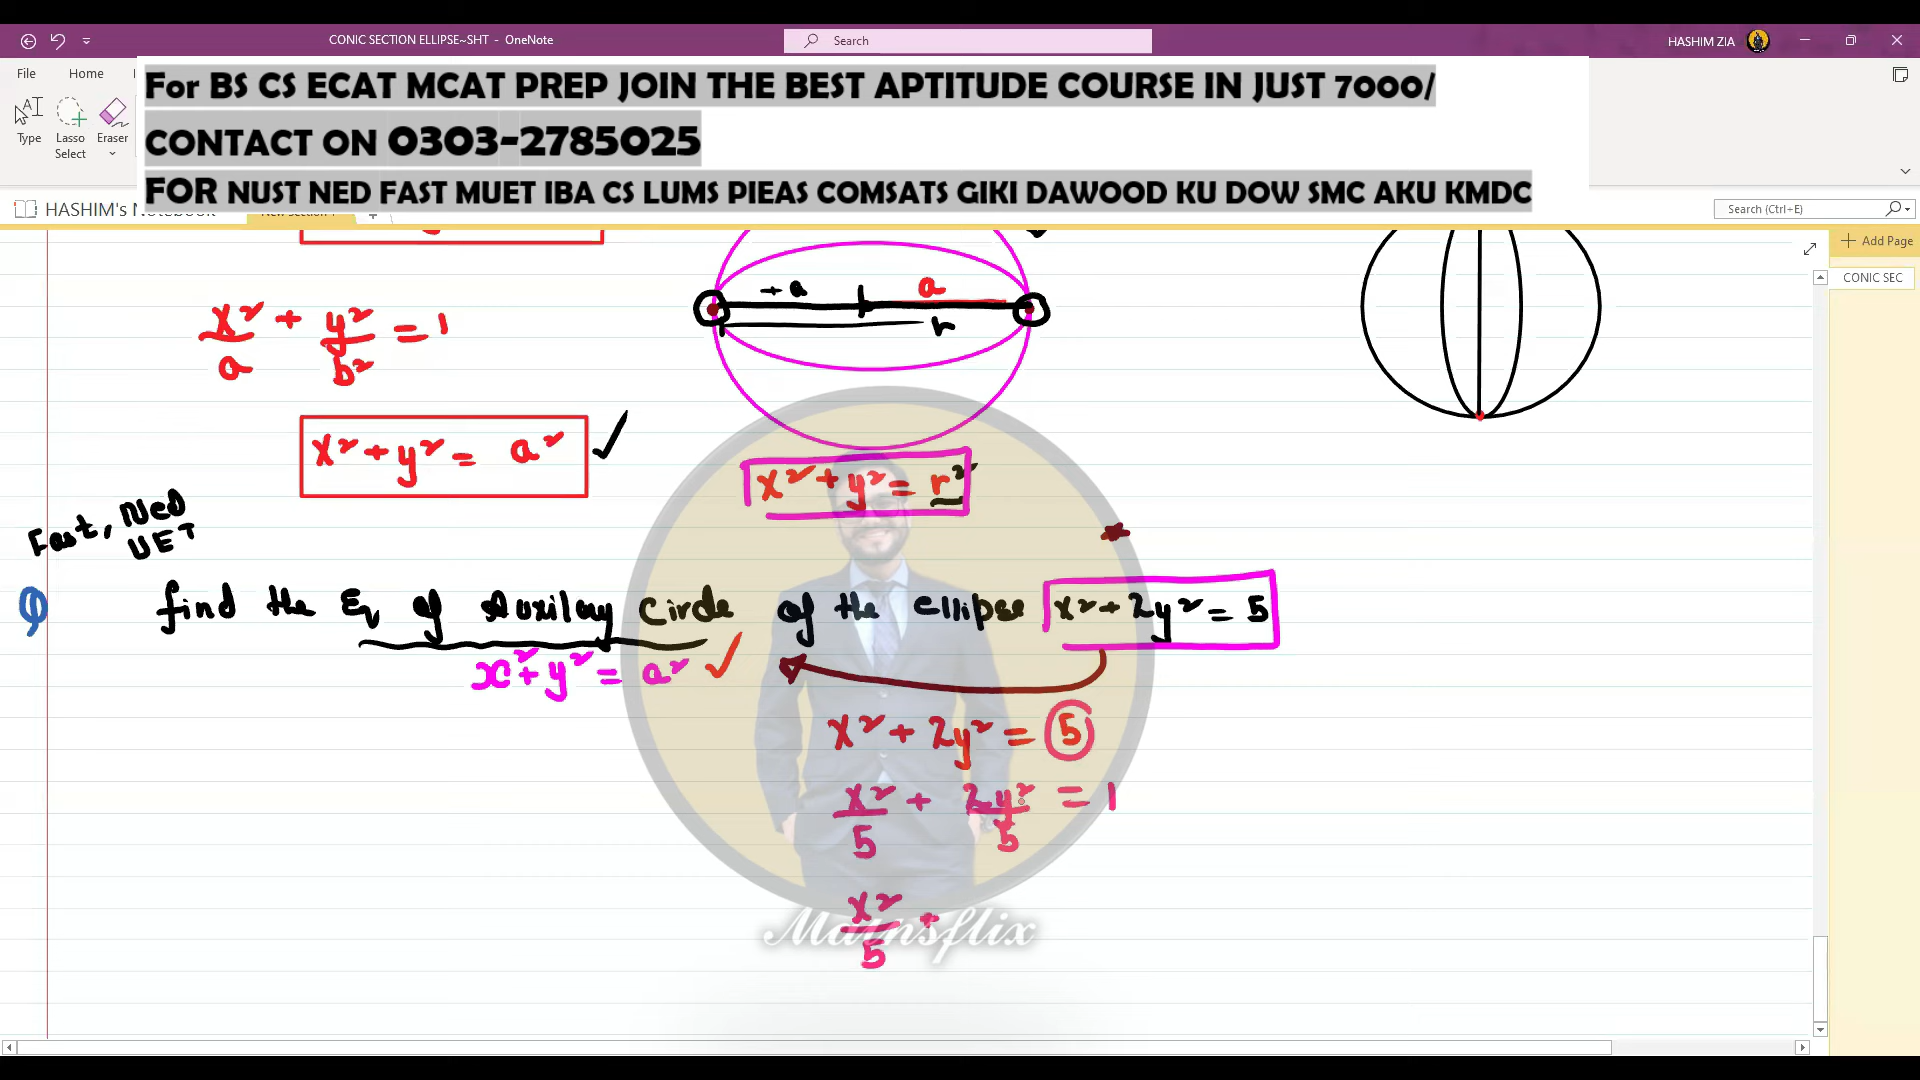 CONIC SECTION ELLIPSE~SHT - OneNote
Search
HASHIM ZIA
File Home
For BS CS ECAT MCAT PREP JOIN THE BEST APTITUDE COURSE IN JUST 7000/
CONTACT ON 0303-2785025
FOR NUST NED FAST MUET IBA CS LUMS PIEAS COMSATS GIKI DAWOOD KU DOW SMC AKU KMDC
Type
Lasso Select
Eraser
HASHIM's Notebook
Search (Ctrl+E)
Add Page
CONIC SEC
+a a
r
x²/a + y²/b² = 1
x² + y² = a²
x² + y² = r²
Fast, Ned
UET
Q find the Eq of Auxilary Circle of the ellipse x² + 2y² = 5
x² + y² = a²
x² + 2y² = 5
x²/5 + 2y²/5 = 1
x²/5 +
Mathsflix